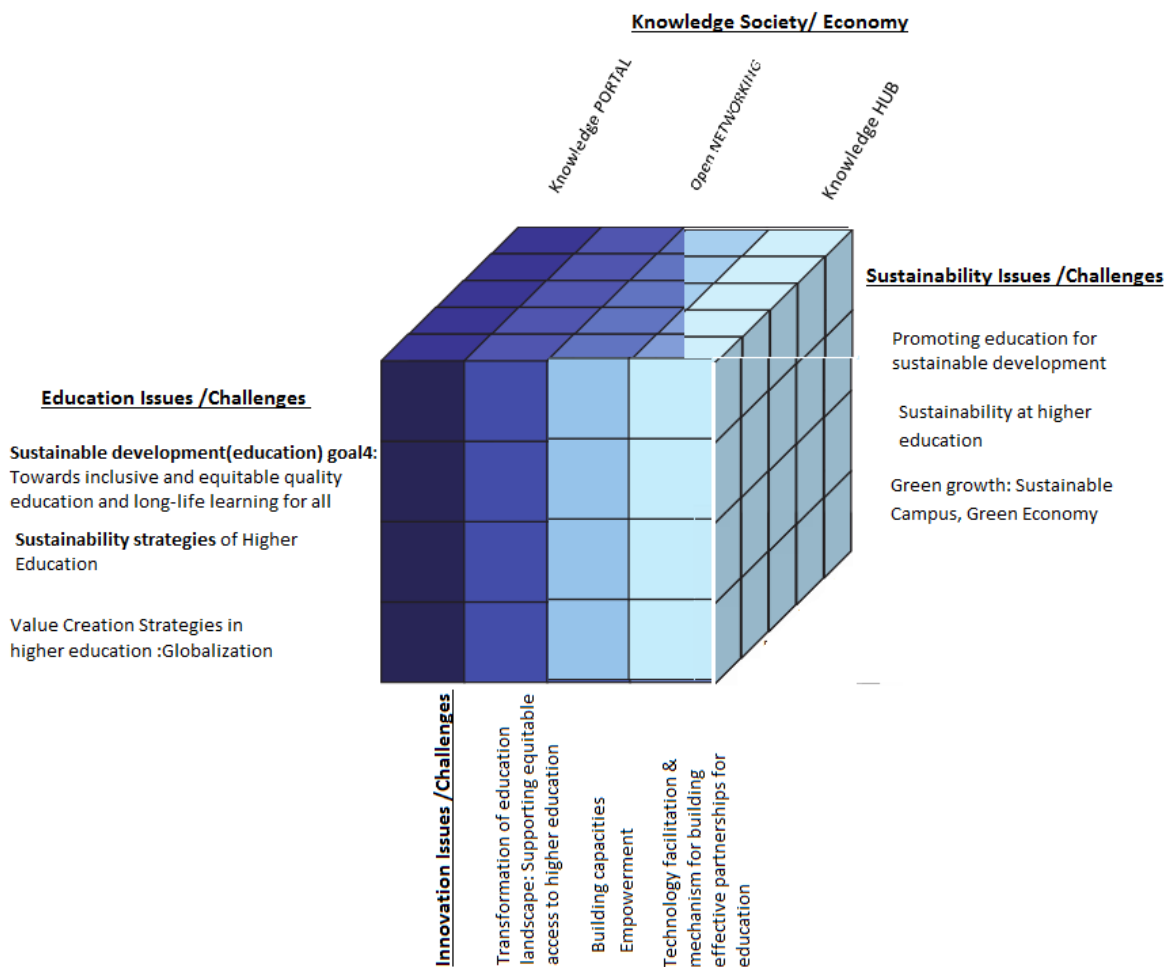 Knowledge Society/ Economy
Knowledge PORTAL
Open NETWORKING
Knowledge HUB
Education Issues /Challenges
Sustainable development(education) goal4:
Towards inclusive and equitable quality
education and long-life learning for all
Sustainability strategies of Higher
Education
Value Creation Strategies in
higher education :Globalization
Sustainability Issues /Challenges
Promoting education for
sustainable development
Sustainability at higher
education
Green growth: Sustainable
Campus, Green Economy
Innovation Issues /Challenges
Transformation of education
landscape: Supporting equitable
access to higher education
Building capacities
Empowerment
Technology facilitation &
mechanism for building
effective partnerships for
education